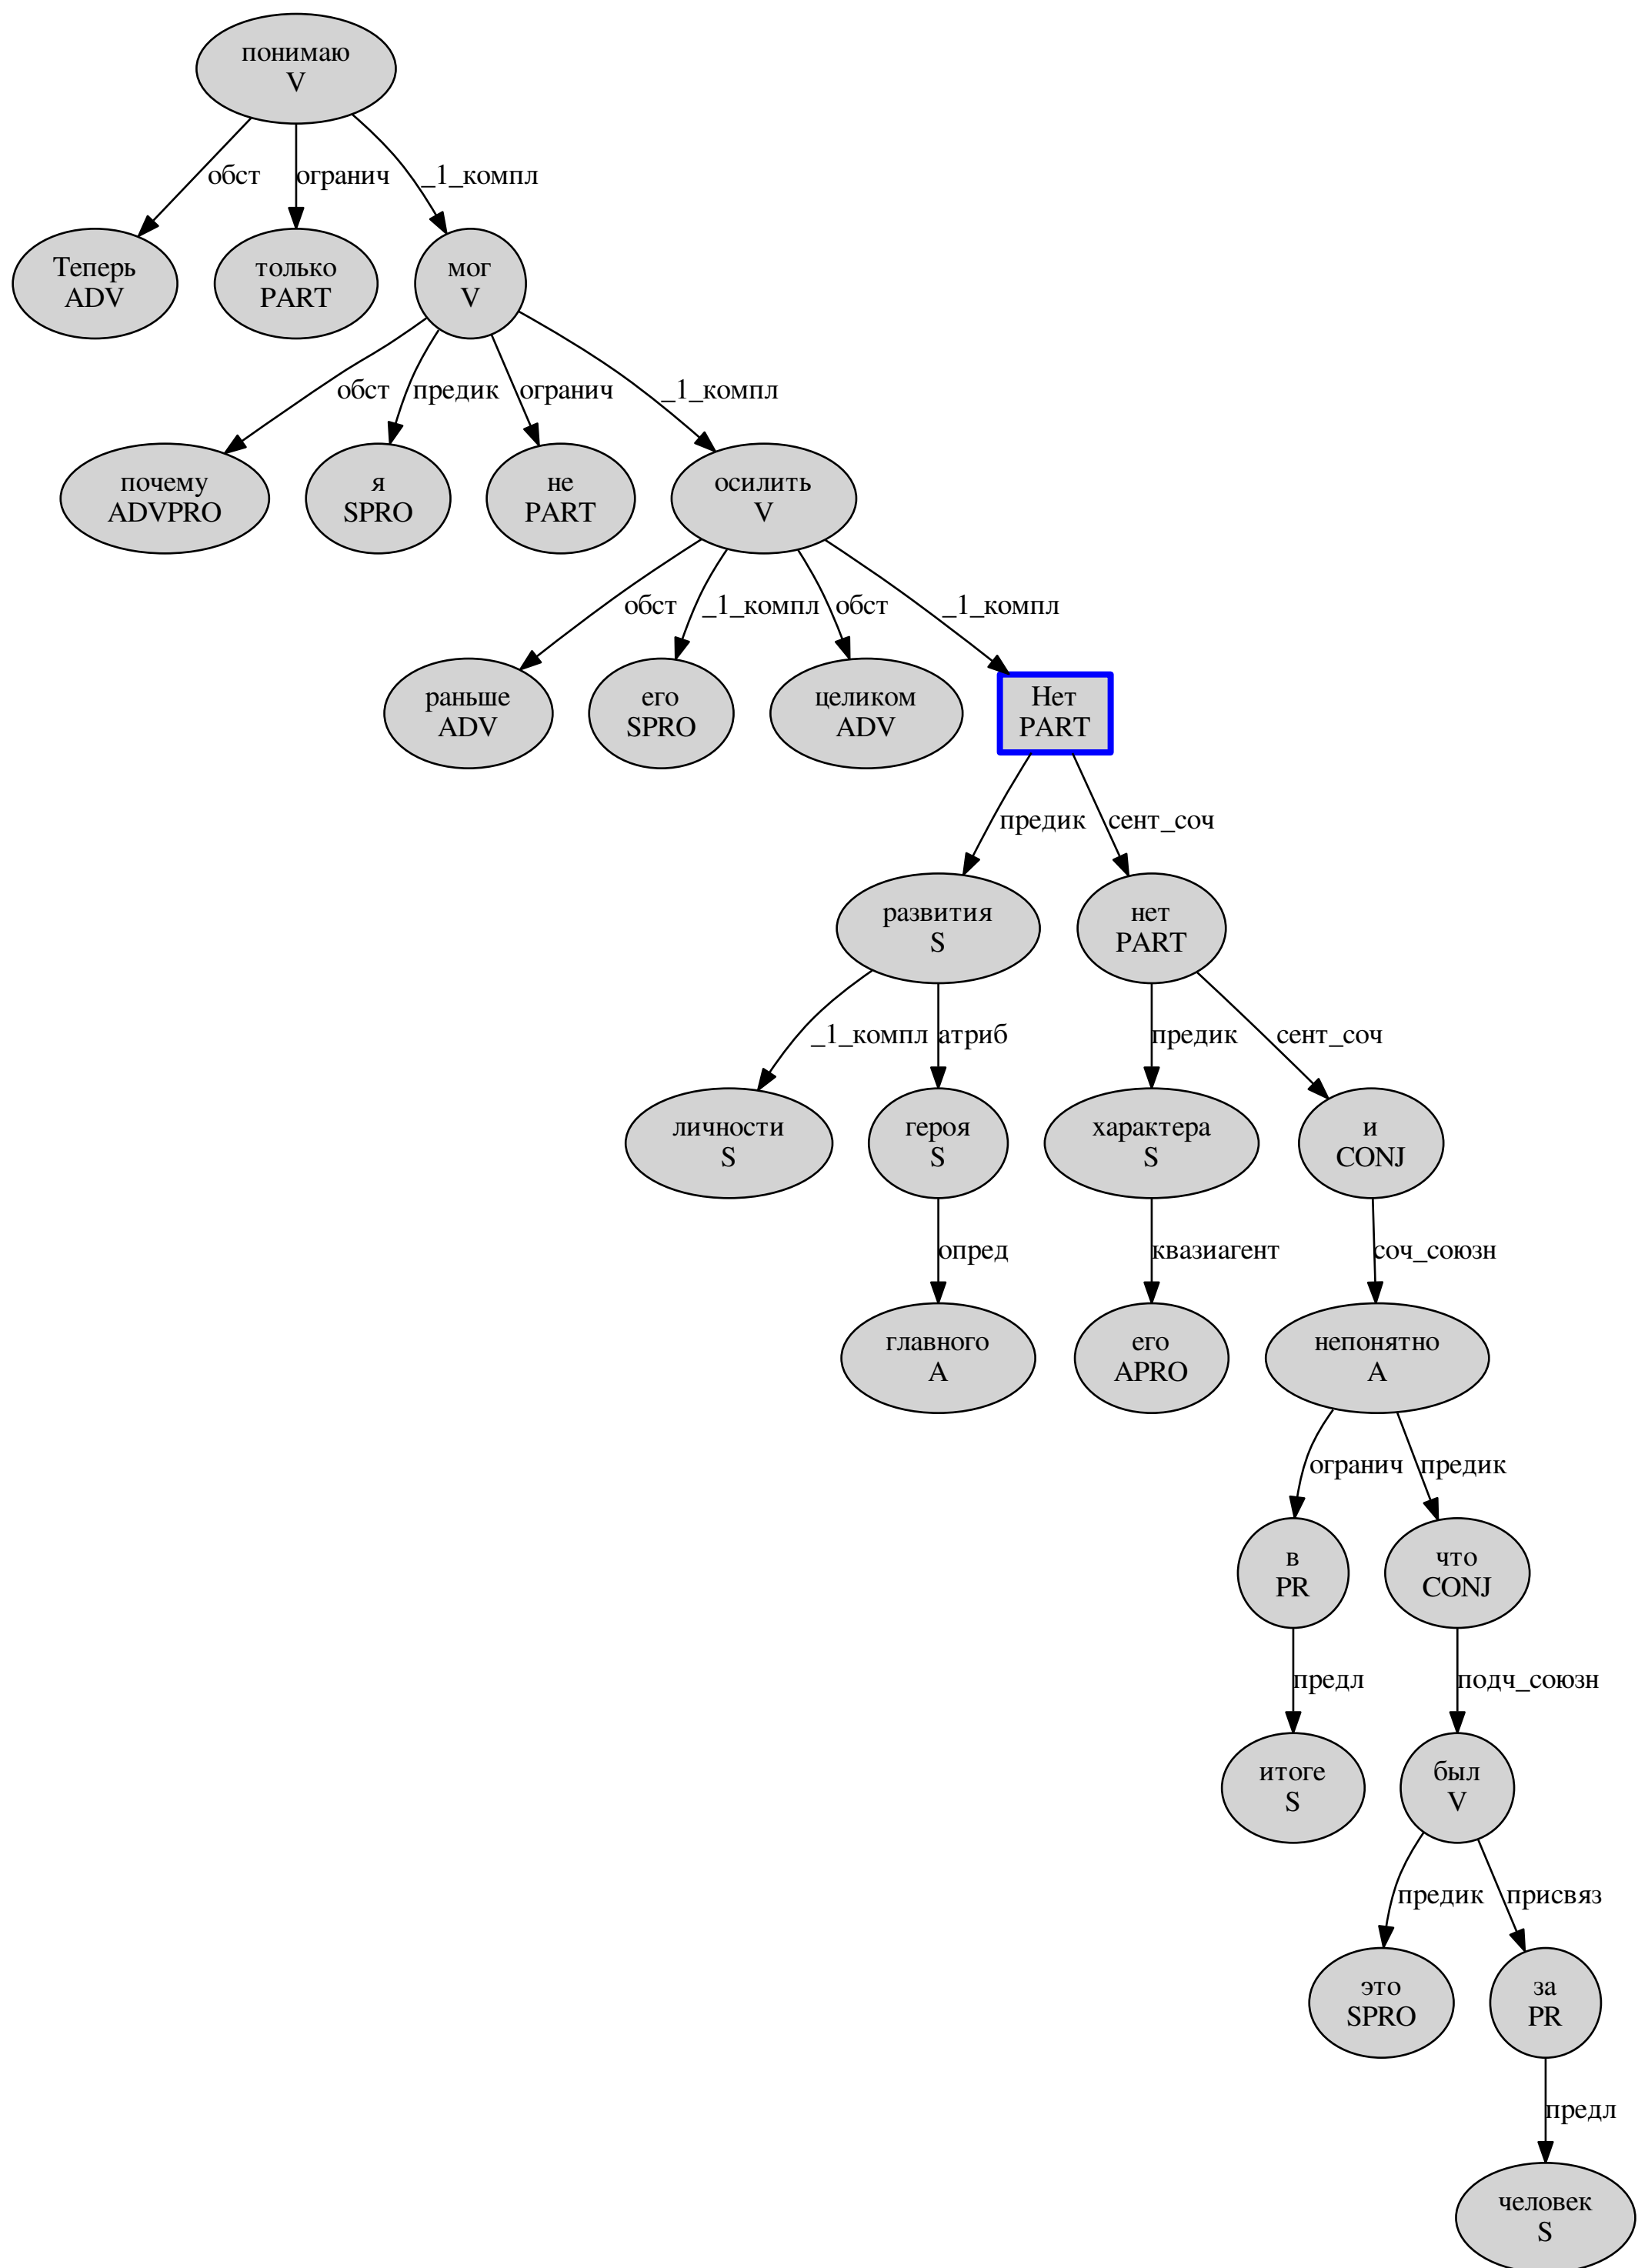 понимаю
V
обст
огранич
_1_компл
Теперь
ADV
только
PART
мог
V
обст
предик
огранич
_1_компл
почему
ADVPRO
я
SPRO
не
PART
осилить
V
обст
_1_компл
обст
_1_компл
раньше
ADV
его
SPRO
целиком
ADV
Нет
PART
предик
сент_соч
развития
S
нет
PART
_1_компл
атриб
предик
сент_соч
личности
S
героя
S
характера
S
и
CONJ
опред
квазиагент
соч_союзн
главного
A
его
APRO
непонятно
A
огранич
предик
в
PR
что
CONJ
предл
подч_союзн
итоге
S
был
V
предик
присвяз
это
SPRO
за
PR
предл
человек
S